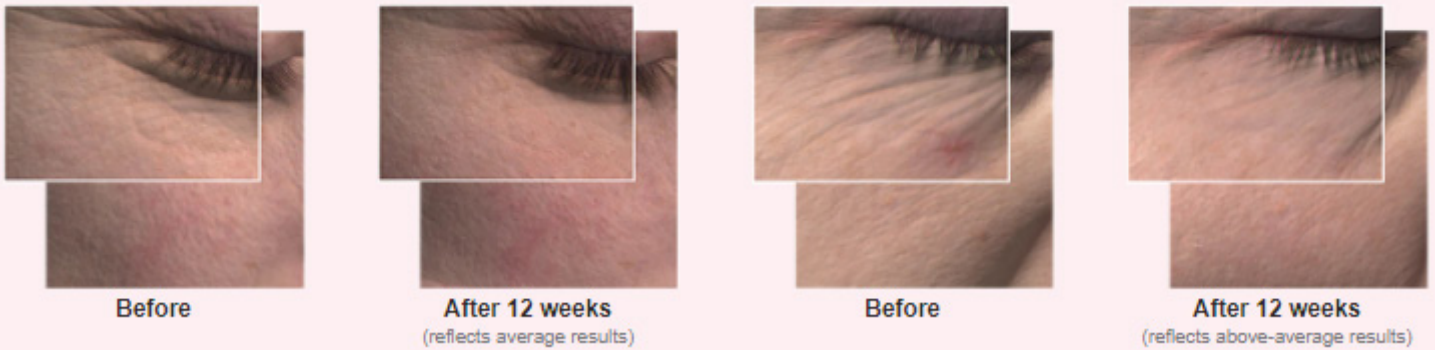 Before
After 12 weeks
(reflects average results)
Before
After 12 weeks
(reflects above-average results)